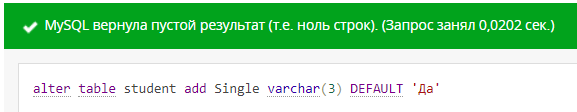 MySQL вернула пустой результат (т.е. ноль строк). (Запрос занял 0,0202 сек.)
alter table student add Single varchar(3) DEFAULT 'Да'